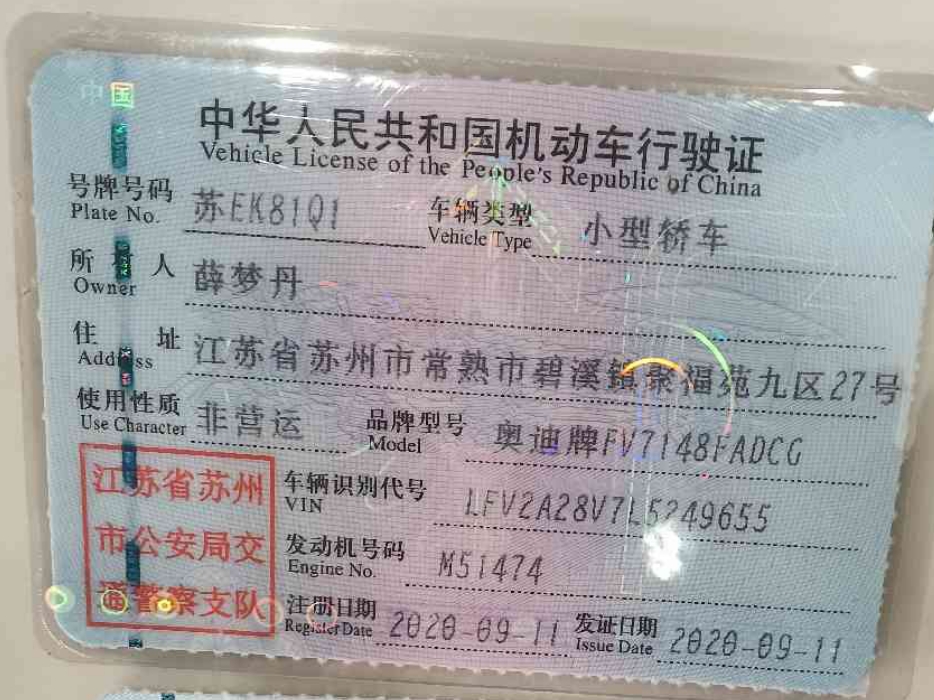 中国
中华人民共和国机动车行驶证
Vehicle License of the People's Republic of China
号牌号码 苏EK81Q1 车辆类型 小型轿车
Plate No. Vehicle Type
所有人 薛梦丹
Owner
住址 江苏省苏州市常熟市碧溪镇聚福苑九区27号
Address
使用性质 非营运 品牌型号 奥迪牌FV7148FADCG
Use Character Model
江苏省苏州
市公安局交
通警察支队
车辆识别代号 LFV2A28V7L5249655
VIN
发动机号码 M51474
Engine No.
注册日期 2020-09-11 发证日期 2020-09-11
Register Date Issue Date